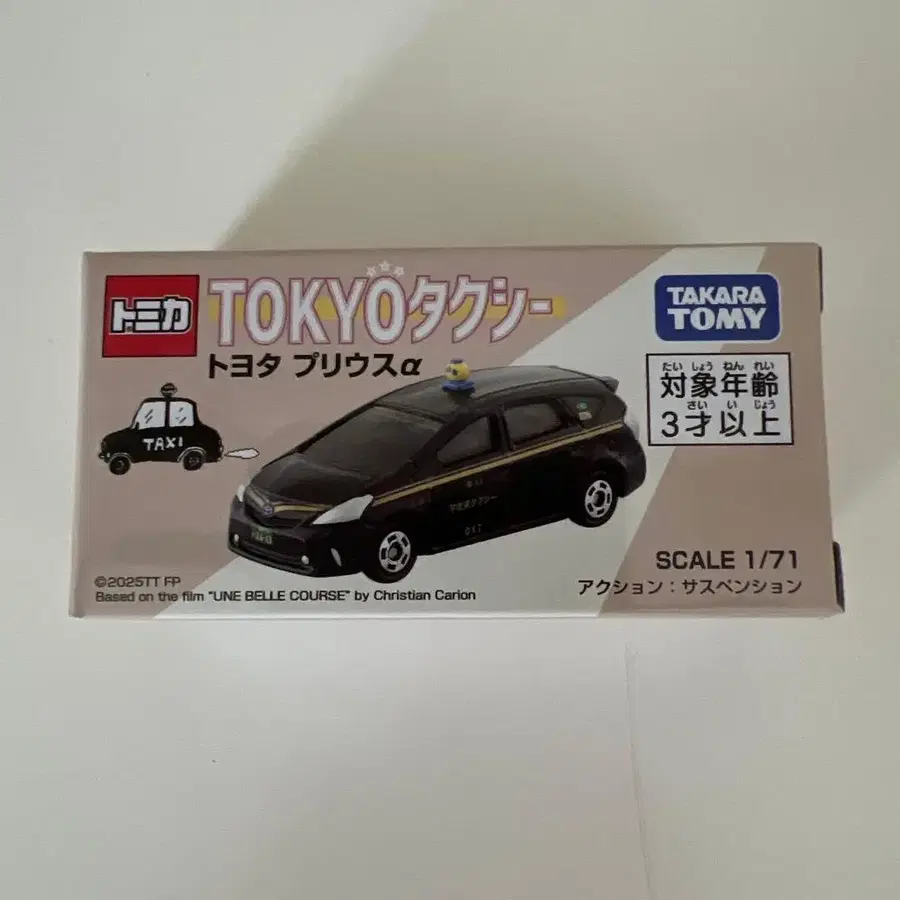 トミカ
TOKYOタクシー
トヨタ プリウスα
TAKARA
TOMY
たいしょうねんれい
対象年齢
さいいじょう
3才以上
TAXI
SCALE 1/71
アクション：サスペンション
©2025TT FP
Based on the film "UNE BELLE COURSE" by Christian Carion